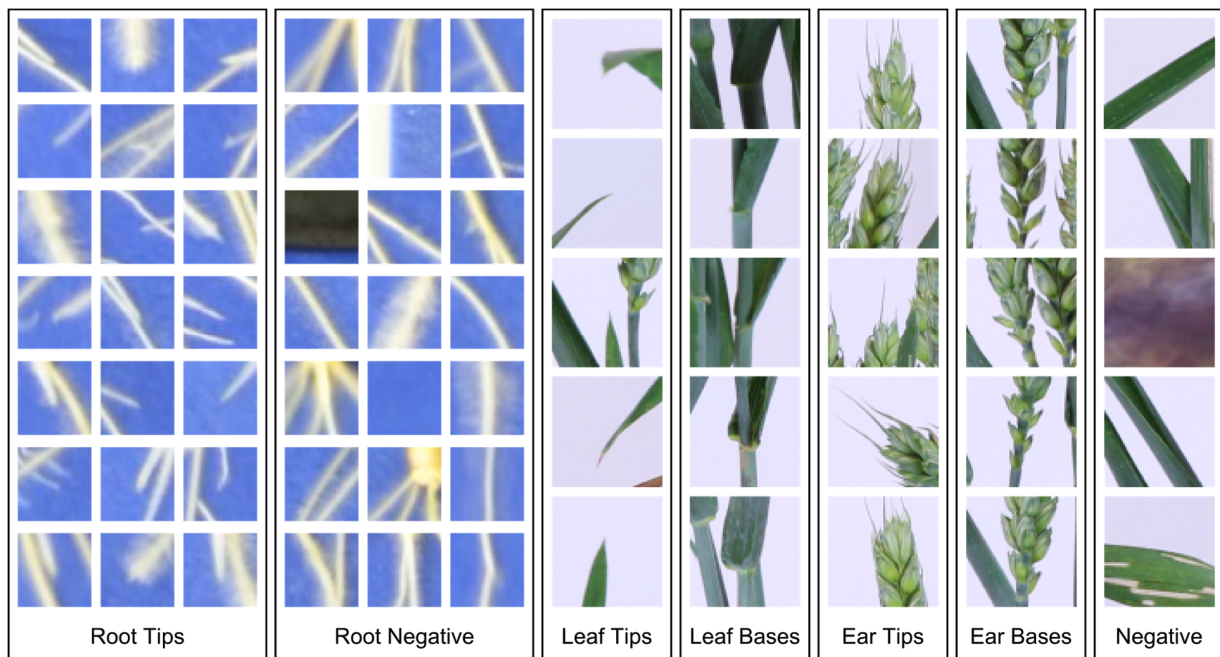 Root Tips
Root Negative
Leaf Tips
Leaf Bases
Ear Tips
Ear Bases
Negative